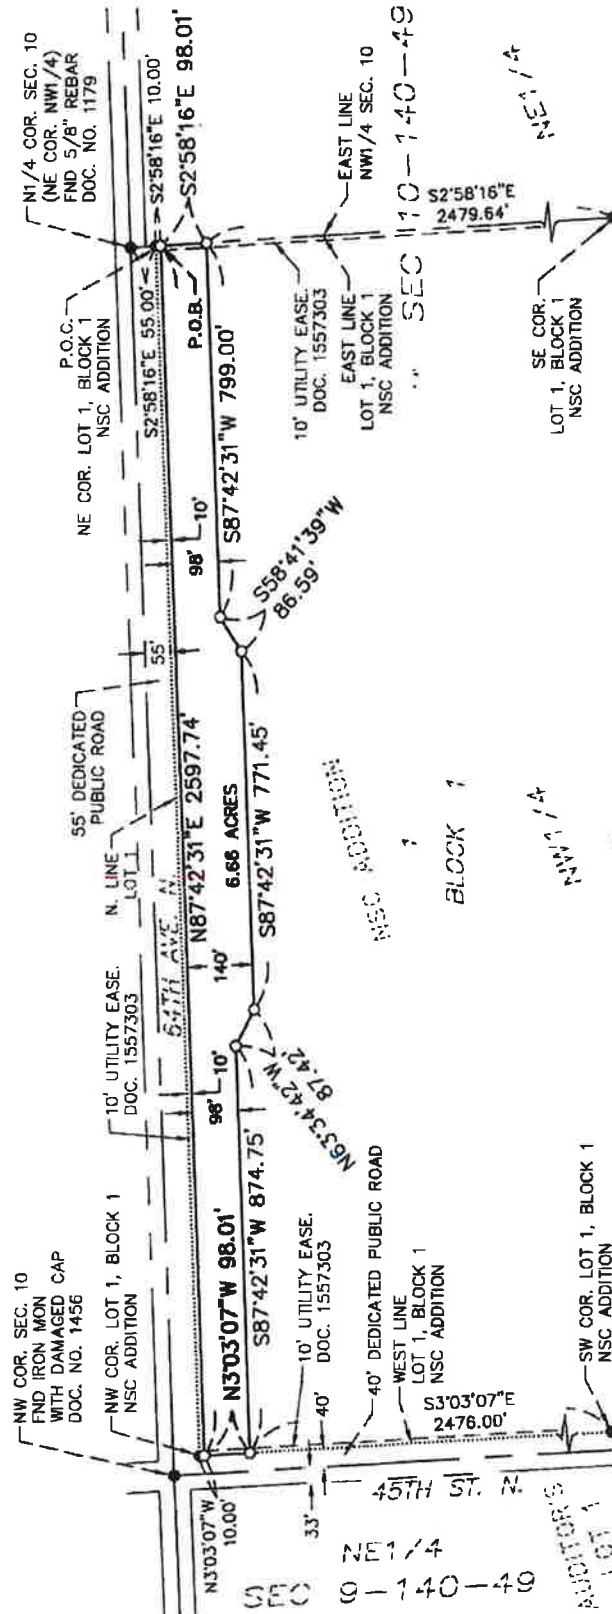 N1/4 COR. SEC. 10
(NE COR. NW1/4)
FND 5/8" REBAR
DOC. NO. 1179
S2°58'16"E 10.00'
S2°58'16"E 98.01'
P.O.C.
NE COR. LOT 1, BLOCK 1
NSC ADDITION
S2°58'16"E 55.00'
P.O.B.
EAST LINE
NW1/4 SEC. 10
SEC 10-140-49
NE1/4
S2°58'16"E
2479.64'
10' UTILITY EASE.
DOC. 1557303
EAST LINE
LOT 1, BLOCK 1
NSC ADDITION
SE COR.
LOT 1, BLOCK 1
NSC ADDITION
S87°42'31"W 799.00'
10'
98'
S58°41'39"W
86.59'
55'
55' DEDICATED
PUBLIC ROAD
N. LINE
LOT 1
64TH AVE. N.
N87°42'31"E 2597.74'
6.66 ACRES
S87°42'31"W 771.45'
NSC ADDITION
1
BLOCK 1
NW1/4
140'
10' UTILITY EASE.
DOC. 1557303
10'
98'
N63°34'42"W
87.42'
NW COR. SEC. 10
FND IRON MON
WITH DAMAGED CAP
DOC. NO. 1456
NW COR. LOT 1, BLOCK 1
NSC ADDITION
N3°03'07"W 98.01'
S87°42'31"W 874.75'
10' UTILITY EASE.
DOC. 1557303
40' DEDICATED PUBLIC ROAD
WEST LINE
LOT 1, BLOCK 1
NSC ADDITION
S3°03'07"E
2476.00'
SW COR. LOT 1, BLOCK 1
NSC ADDITION
N3°03'07"W
10.00'
40'
33'
45TH ST. N.
NE1/4
SEC 9-140-49
AUDITOR'S
LOT 1